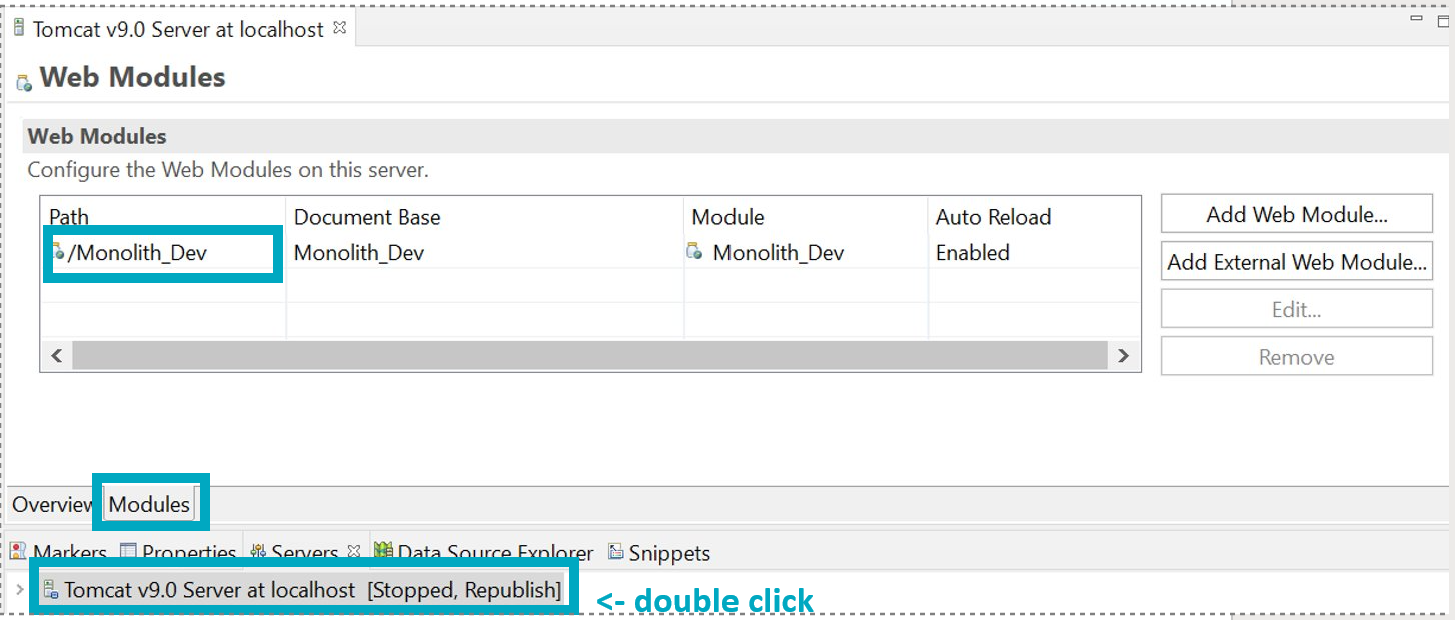 Tomcat v9.0 Server at localhost
Web Modules
Web Modules
Configure the Web Modules on this server.
Path Document Base Module Auto Reload
/Monolith_Dev Monolith_Dev Monolith_Dev Enabled
Add Web Module...
Add External Web Module...
Edit...
Remove
Overview Modules
Markers Properties Servers Data Source Explorer Snippets
Tomcat v9.0 Server at localhost [Stopped, Republish] <- double click